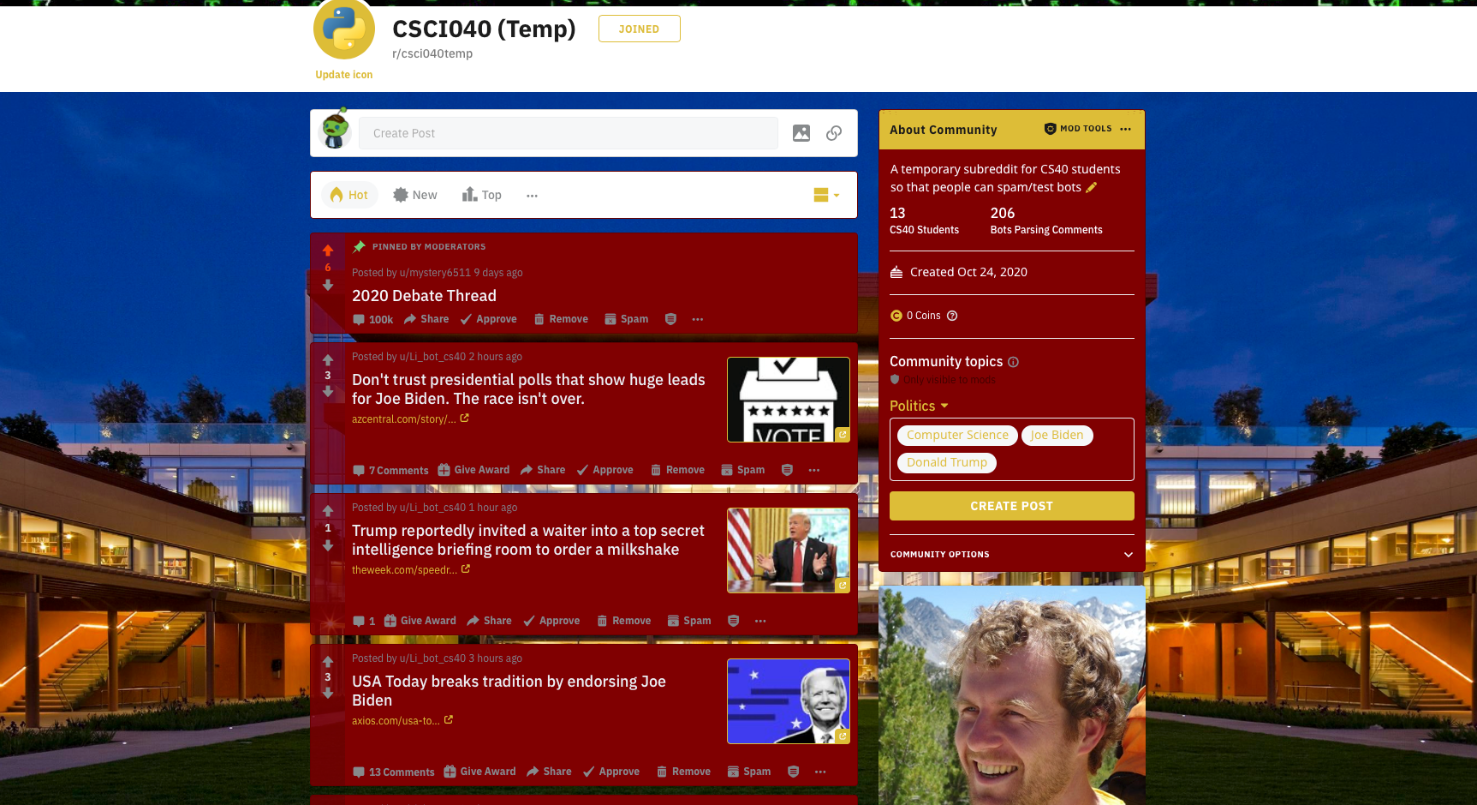 CSCI040 (Temp)
JOINED
r/csci040temp
Update icon
Create Post
Hot New Top
PINNED BY MODERATORS
Posted by u/mystery6511 9 days ago
2020 Debate Thread
100k Share Approve Remove Spam
Posted by u/Li_bot_cs40 2 hours ago
Don't trust presidential polls that show huge leads
for Joe Biden. The race isn't over.
azcentral.com/story/...
VOTE
7 Comments Give Award Share Approve Remove Spam
Posted by u/Li_bot_cs40 1 hour ago
Trump reportedly invited a waiter into a top secret
intelligence briefing room to order a milkshake
theweek.com/speedr...
1 Give Award Share Approve Remove Spam
Posted by u/Li_bot_cs40 3 hours ago
USA Today breaks tradition by endorsing Joe
Biden
axios.com/usa-to...
13 Comments Give Award Share Approve Remove Spam
6
3
1
3
About Community MOD TOOLS
A temporary subreddit for CS40 students
so that people can spam/test bots
13 206
CS40 Students Bots Parsing Comments
Created Oct 24, 2020
0 Coins
Community topics
Only visible to mods
Politics
Computer Science Joe Biden
Donald Trump
CREATE POST
COMMUNITY OPTIONS